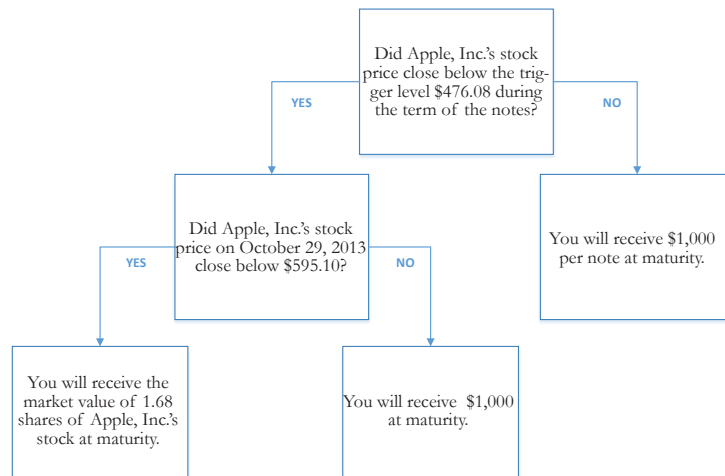 Did Apple, Inc.'s stock
price close below the trig-
ger level $476.08 during
the term of the notes?
YES
NO
Did Apple, Inc.'s stock
price on October 29, 2013
close below $595.10?
You will receive $1,000
per note at maturity.
YES
NO
You will receive the
market value of 1.68
shares of Apple, Inc.'s
stock at maturity.
You will receive $1,000
at maturity.